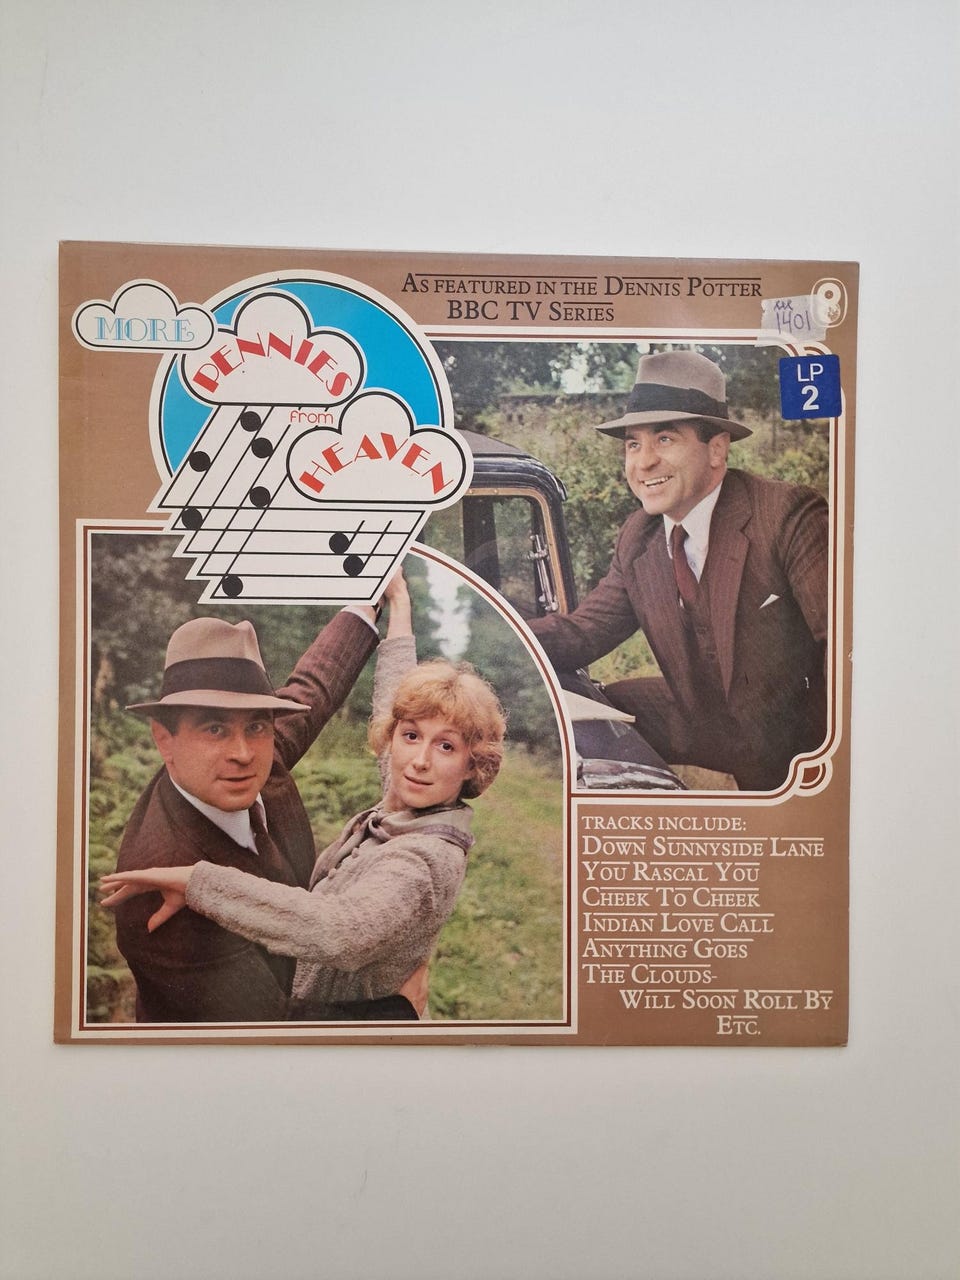 MORE
PENNIES
from
HEAVEN
As featured in the Dennis Potter
BBC TV Series
1401
LP
2
TRACKS INCLUDE:
Down Sunnyside Lane
You Rascal You
Cheek To Cheek
Indian Love Call
Anything Goes
The Clouds-
Will Soon Roll By
Etc.